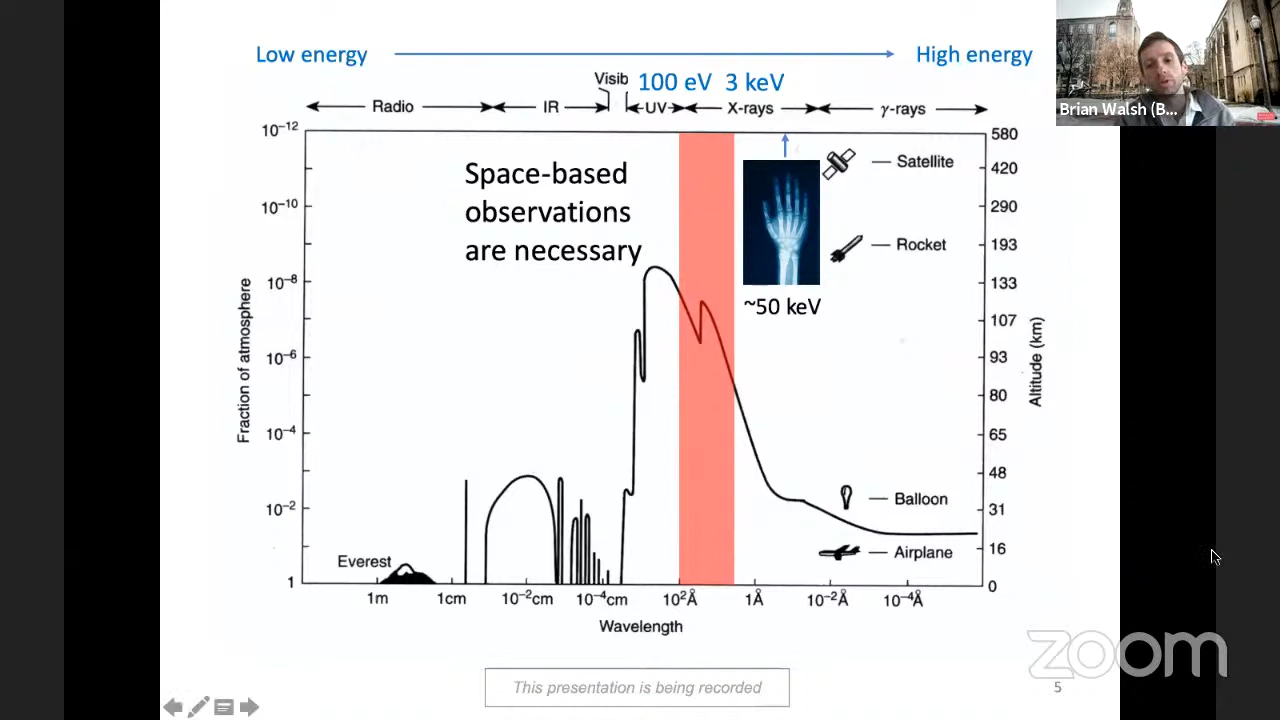 Low energy
High energy
Visib
100 eV 3 keV
Radio
IR
UV
X-rays
γ-rays
10⁻¹²
10⁻¹⁰
10⁻⁸
10⁻⁶
10⁻⁴
10⁻²
1
Fraction of atmosphere
Space-based
observations
are necessary
~50 keV
Satellite
Rocket
Balloon
Airplane
Everest
580
420
290
193
133
107
93
80
65
48
31
16
0
Altitude (km)
1m
1cm
10⁻²cm
10⁻⁴cm
10²Å
1Å
10⁻²Å
10⁻⁴Å
Wavelength
This presentation is being recorded
5
Brian Walsh (B...
zoom